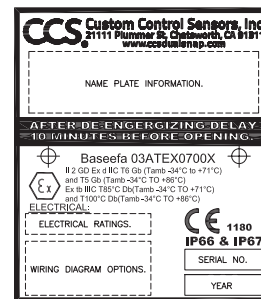 CCS Custom Control Sensors, Inc
21111 Plummer St, Chatsworth, CA 91311
www.ccsdualsnap.com
NAME PLATE INFORMATION.
AFTER DE-ENGERGIZING DELAY
10 MINUTES BEFORE OPENING.
Baseefa 03ATEX0700X
II 2 GD Ex d IIC T6 Gb (Tamb -34°C to +71°C)
and T5 Gb (Tamb -34°C TO +86°C)
Ex tb IIIC T85°C Db(Tamb -34°C TO +71°C)
and T100°C Db(Tamb -34°C TO +86°C)
ELECTRICAL:
ELECTRICAL RATINGS.
CE 1180
IP66 & IP67
WIRING DIAGRAM OPTIONS.
SERIAL NO.
YEAR